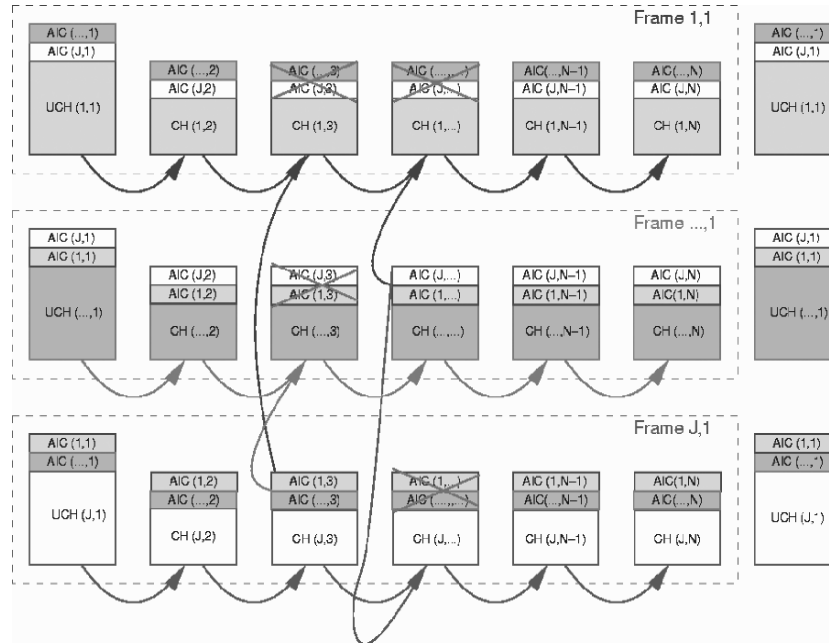 Frame 1,1
AIC (...,1)
AIC (J,1)
UCH (1,1)
AIC (...,2)
AIC (J,2)
CH (1,2)
AIC (...,3)
AIC (J,3)
CH (1,3)
AIC (...,...)
AIC (J,...)
CH (1,...)
AIC(...,N-1)
AIC (J,N-1)
CH (1,N-1)
AIC(...,N)
AIC (J,N)
CH (1,N)
AIC (...,1)
AIC (J,1)
UCH (1,1)
Frame ...,1
AIC (J,1)
AIC (1,1)
UCH (...,1)
AIC (J,2)
AIC (1,2)
CH (...,2)
AIC (J,3)
AIC (1,3)
CH (...,3)
AIC (J,...)
AIC (1,...)
CH (...,...)
AIC (J,N-1)
AIC (1,N-1)
CH (...,N-1)
AIC (J,N)
AIC(1,N)
CH (...,N)
AIC (J,1)
AIC (1,1)
UCH (...,1)
Frame J,1
AIC (1,1)
AIC (...,1)
UCH (J,1)
AIC (1,2)
AIC (...,2)
CH (J,2)
AIC (1,3)
AIC (...,3)
CH (J,3)
AIC (1,...)
AIC (...,...)
CH (J,...)
AIC (1,N-1)
AIC(...,N-1)
CH (J,N-1)
AIC(1,N)
AIC(...,N)
CH (J,N)
AIC (1,1)
AIC (...,1)
UCH (J,1)